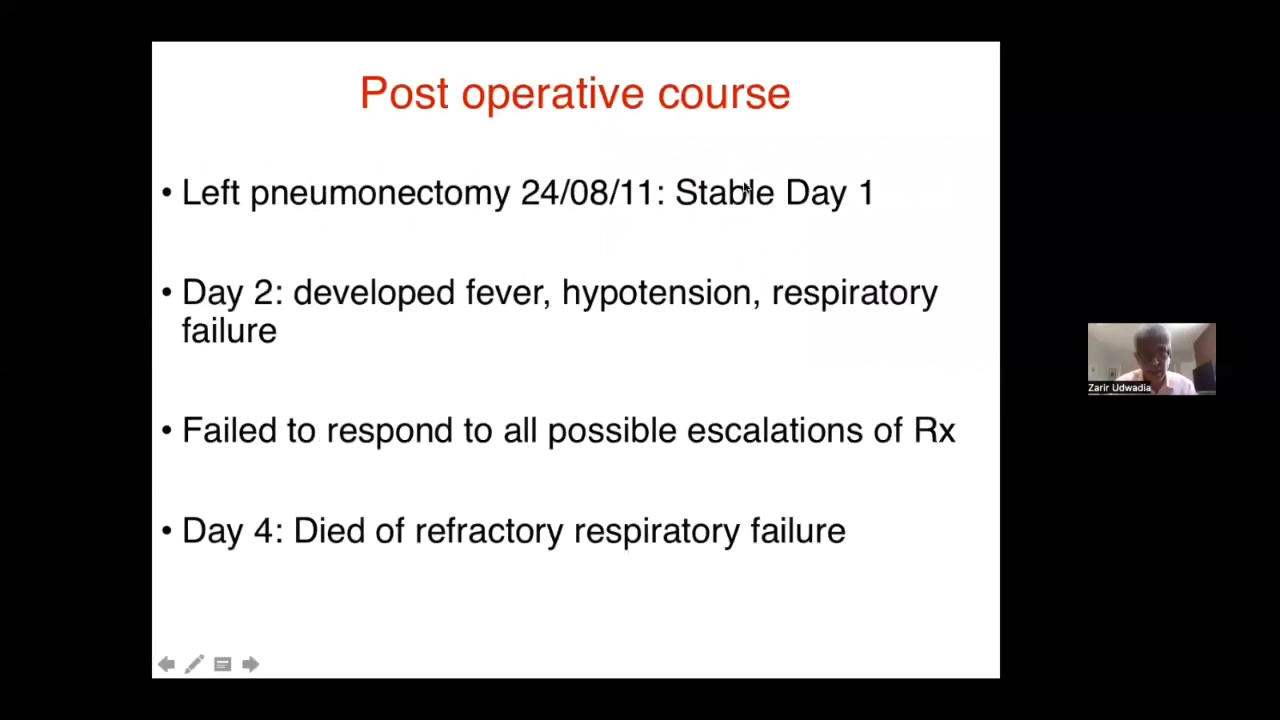 Post operative course
• Left pneumonectomy 24/08/11: Stable Day 1
• Day 2: developed fever, hypotension, respiratory
failure
• Failed to respond to all possible escalations of Rx
• Day 4: Died of refractory respiratory failure
Zarir Udwadia